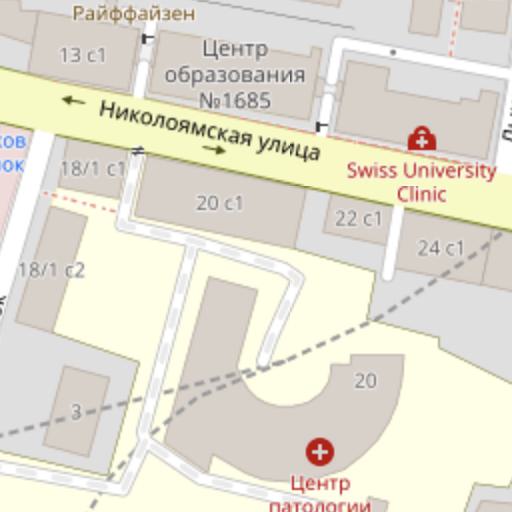 Райффайзен
13 с1
Центр
образования
№1685
Николоямская улица
Swiss University
Clinic
18/1 с1
20 с1
22 с1
24 с1
18/1 с2
20
3
Центр
патологии